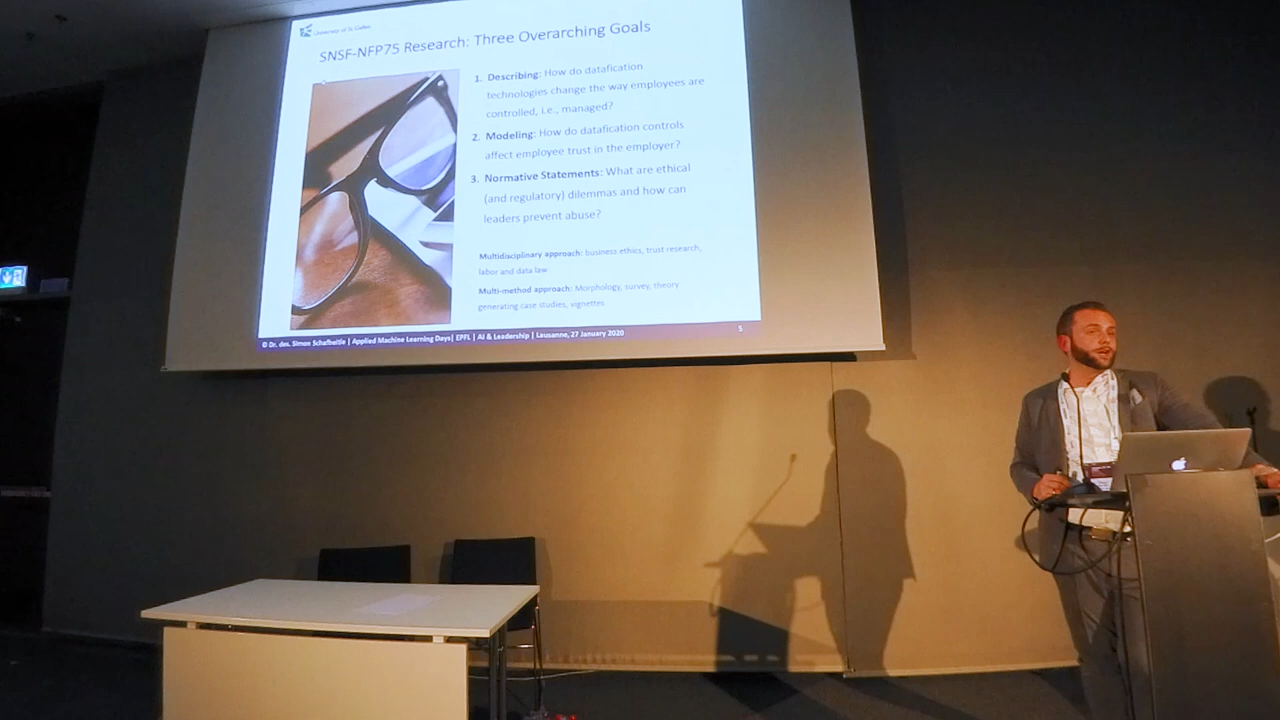 University of St.Gallen
SNSF-NFP75 Research: Three Overarching Goals
1. Describing: How do datafication
technologies change the way employees are
controlled, i.e., managed?
2. Modeling: How do datafication controls
affect employee trust in the employer?
3. Normative Statements: What are ethical
(and regulatory) dilemmas and how can
leaders prevent abuse?
Multidisciplinary approach: business ethics, trust research,
labor and data law
Multi-method approach: Morphology, survey, theory
generating case studies, vignettes
© Dr. des. Simon Schafheitle | Applied Machine Learning Days| EPFL | AI & Leadership | Lausanne, 27 January 2020
5